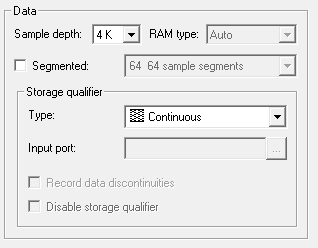 Data
Sample depth: 4 K RAM type: Auto
Segmented: 64 64 sample segments
Storage qualifier
Type: Continuous
Input port: ...
Record data discontinuities
Disable storage qualifier